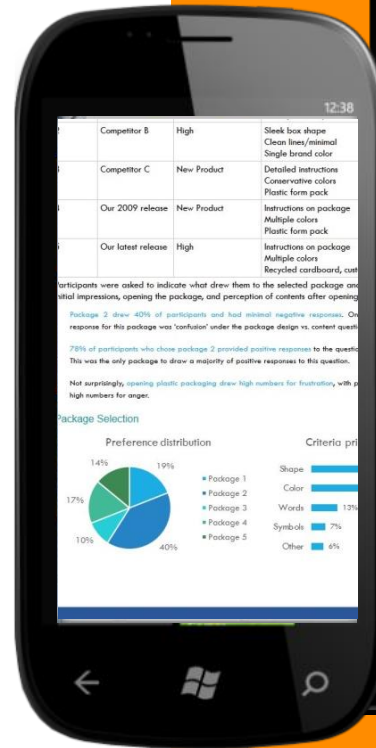 12:38
2 Competitor B High Sleek box shape
Clean lines/minimal
Single brand color
3 Competitor C New Product Detailed instructions
Conservative colors
Plastic form pack
Our 2009 release New Product Instructions on package
Multiple colors
Plastic form pack
Our latest release High Instructions on package
Multiple colors
Recycled cardboard,
Participants were asked to indicate what drew them to the selected package and
initial impressions, opening the package, and perception of contents after opening
Package 2 drew 40% of participants and had minimal negative responses. On
response for this package was 'confusion' under the package design vs. content questi
78% of participants who chose package 2 provided positive responses to the questio
This was the only package to draw a majority of positive responses to this question.
Not surprisingly, opening plastic packaging drew high numbers for frustration, with p
high numbers for anger.
Package Selection
Preference distribution
14%
19%
17%
10%
40%
Package 1
Package 2
Package 3
Package 4
Package 5
Criteria pri
Shape
Color
Words 13%
Symbols 7%
Other 6%